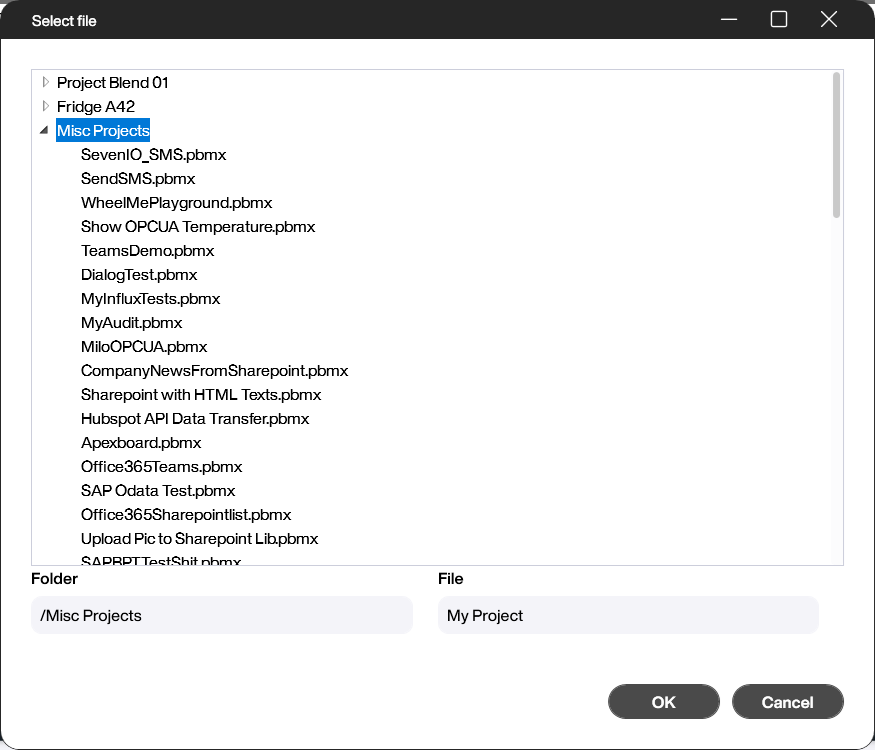 Select file
Project Blend 01
Fridge A42
Misc Projects
SevenIO_SMS.pbmx
SendSMS.pbmx
WheelMePlayground.pbmx
Show OPCUA Temperature.pbmx
TeamsDemo.pbmx
DialogTest.pbmx
MyInfluxTests.pbmx
MyAudit.pbmx
MiloOPCUA.pbmx
CompanyNewsFromSharepoint.pbmx
Sharepoint with HTML Texts.pbmx
Hubspot API Data Transfer.pbmx
Apexboard.pbmx
Office365Teams.pbmx
SAP Odata Test.pbmx
Office365Sharepointlist.pbmx
Upload Pic to Sharepoint Lib.pbmx
SAPBPTTestShit.pbmx
Folder File
/Misc Projects My Project
OK Cancel